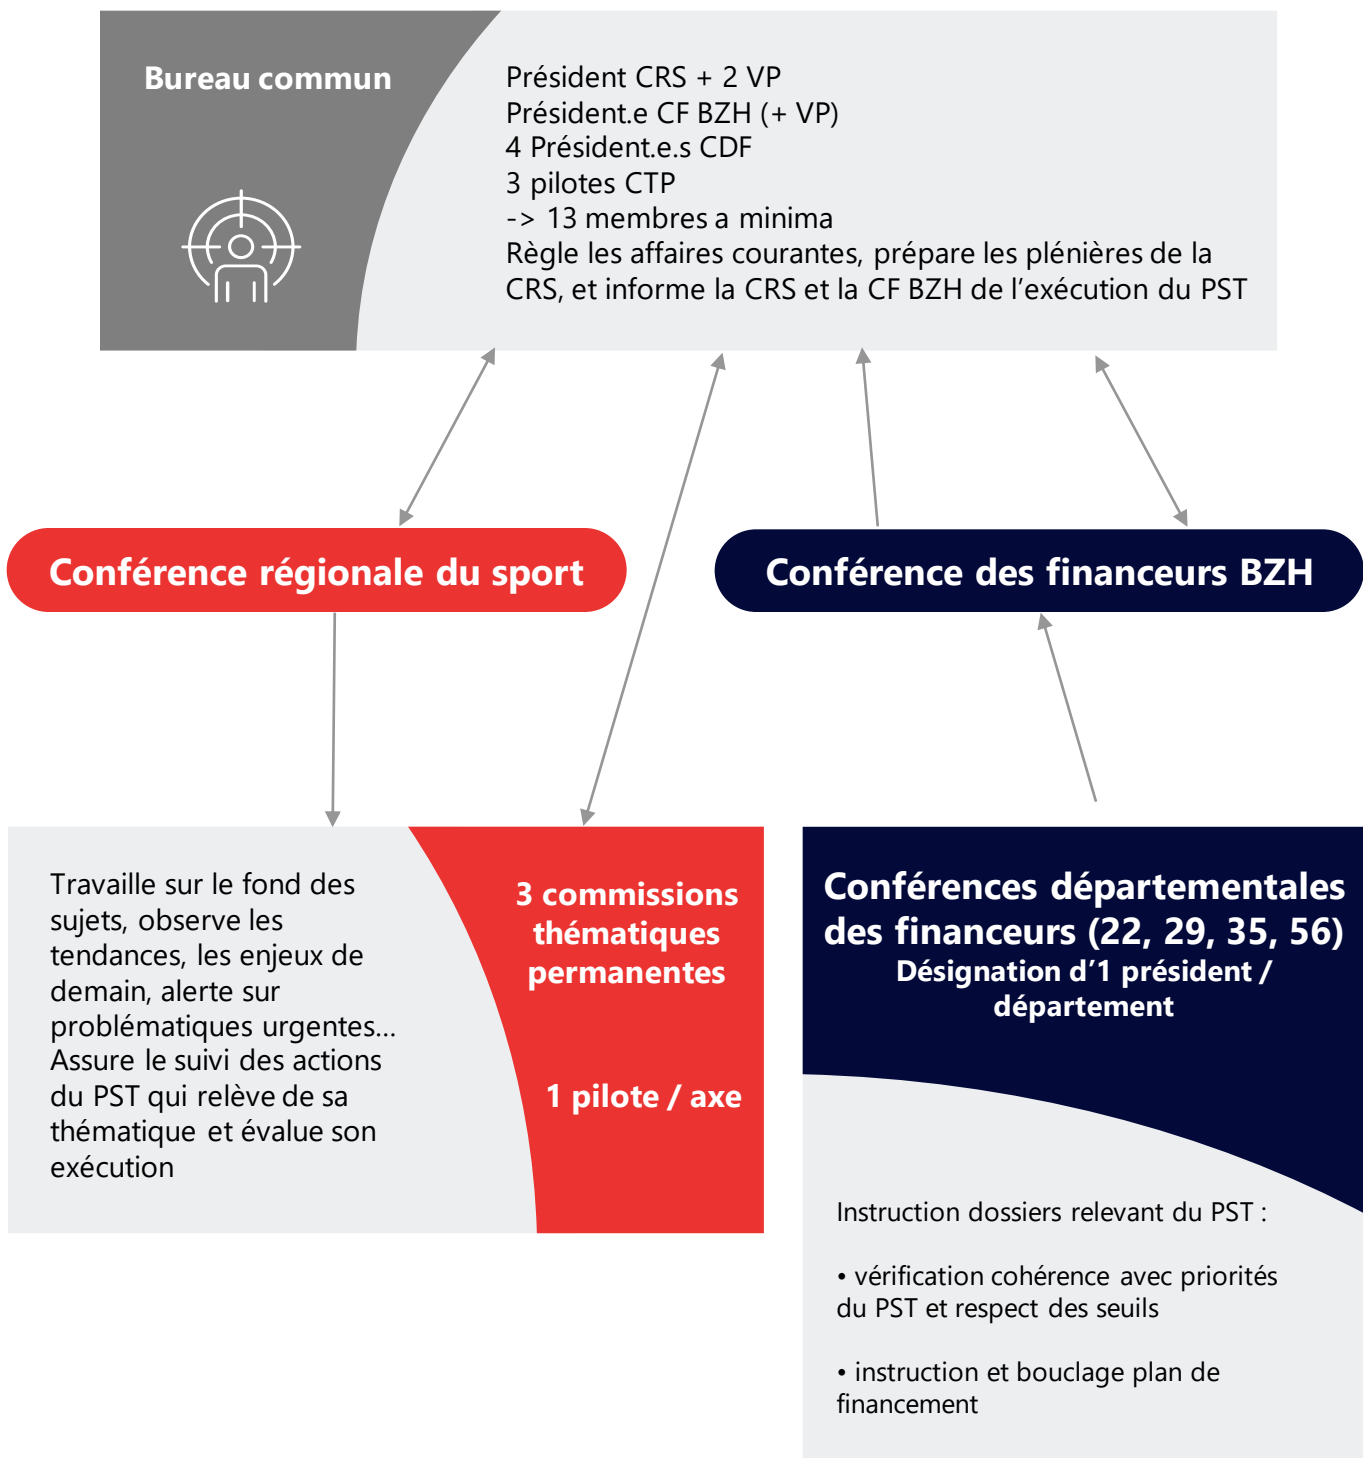 Bureau commun
Président CRS + 2 VP
Président.e CF BZH (+ VP)
4 Président.e.s CDF
3 pilotes CTP
-> 13 membres a minima
Règle les affaires courantes, prépare les plénières de la
CRS, et informe la CRS et la CF BZH de l’exécution du PST
Conférence régionale du sport
Conférence des financeurs BZH
Travaille sur le fond des
sujets, observe les
tendances, les enjeux de
demain, alerte sur
problématiques urgentes…
Assure le suivi des actions
du PST qui relève de sa
thématique et évalue son
exécution
3 commissions
thématiques
permanentes
1 pilote / axe
Conférences départementales
des financeurs (22, 29, 35, 56)
Désignation d’1 président /
département
Instruction dossiers relevant du PST :
• vérification cohérence avec priorités
du PST et respect des seuils
• instruction et bouclage plan de
financement